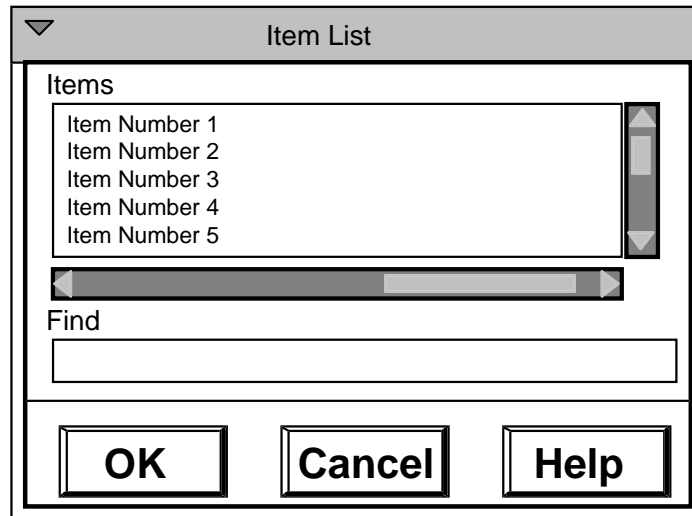 Item List
Items
Item Number 1
Item Number 2
Item Number 3
Item Number 4
Item Number 5
Find
OK Cancel Help